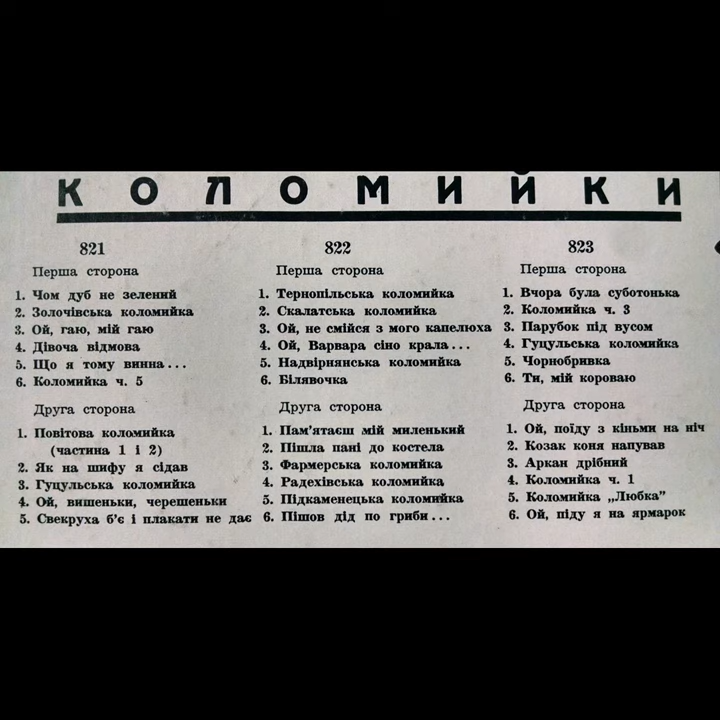 КОЛОМИЙКИ
821
Перша сторона
1. Чом дуб не зелений
2. Золочівська коломийка
3. Ой, гаю, мій гаю
4. Дівоча відмова
5. Що я тому винна...
6. Коломийка ч. 5
Друга сторона
1. Повітова коломийка
(частина 1 і 2)
2. Як на шифу я сідав
3. Гуцульська коломийка
4. Ой, вишеньки, черешеньки
5. Свекруха б'є і плакати не дає
822
Перша сторона
1. Тернопільська коломийка
2. Скалатська коломийка
3. Ой, не смійся з мого капелюха
4. Ой, Варвара сіно крала...
5. Надвірнянська коломийка
6. Білявочка
Друга сторона
1. Пам'ятаєш мій миленький
2. Пішла пані до костела
3. Фармерська коломийка
4. Радехівська коломийка
5. Підкаменецька коломийка
6. Пішов дід по гриби...
823
Перша сторона
1. Вчора була суботонька
2. Коломийка ч. 3
3. Парубок під вусом
4. Гуцульська коломийка
5. Чорнобривка
6. Ти, мій короваю
Друга сторона
1. Ой, поїду з кіньми на ніч
2. Козак коня напував
3. Аркан дрібний
4. Коломийка ч. 1
5. Коломийка „Любка"
6. Ой, піду я на ярмарок